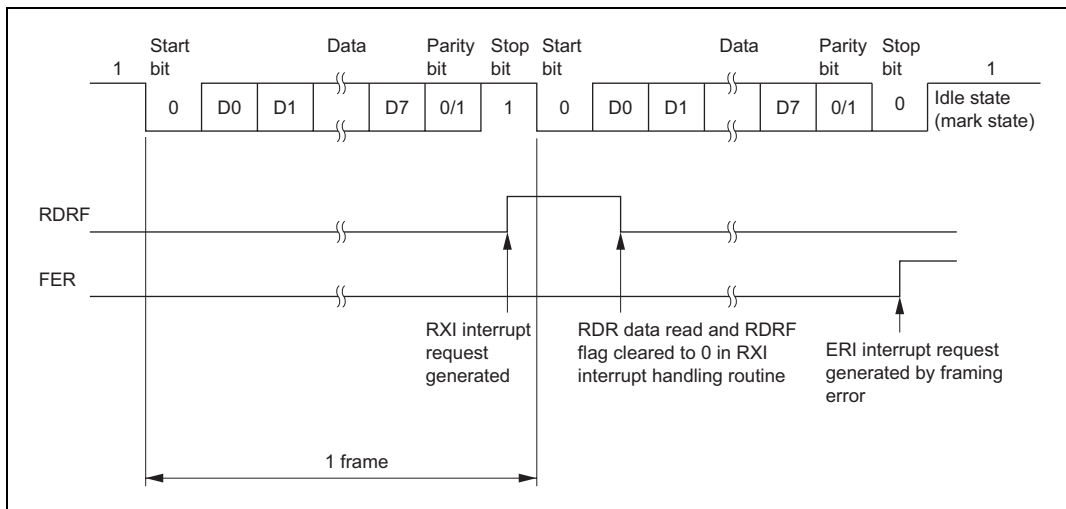 Start Data Parity Stop Start Data Parity Stop
1 bit bit bit bit bit bit 1
0 D0 D1 D7 0/1 1 0 D0 D1 D7 0/1 0 Idle state
(mark state)
RDRF
FER
RXI interrupt
request
generated
RDR data read and RDRF
flag cleared to 0 in RXI
interrupt handling routine
ERI interrupt request
generated by framing
error
1 frame